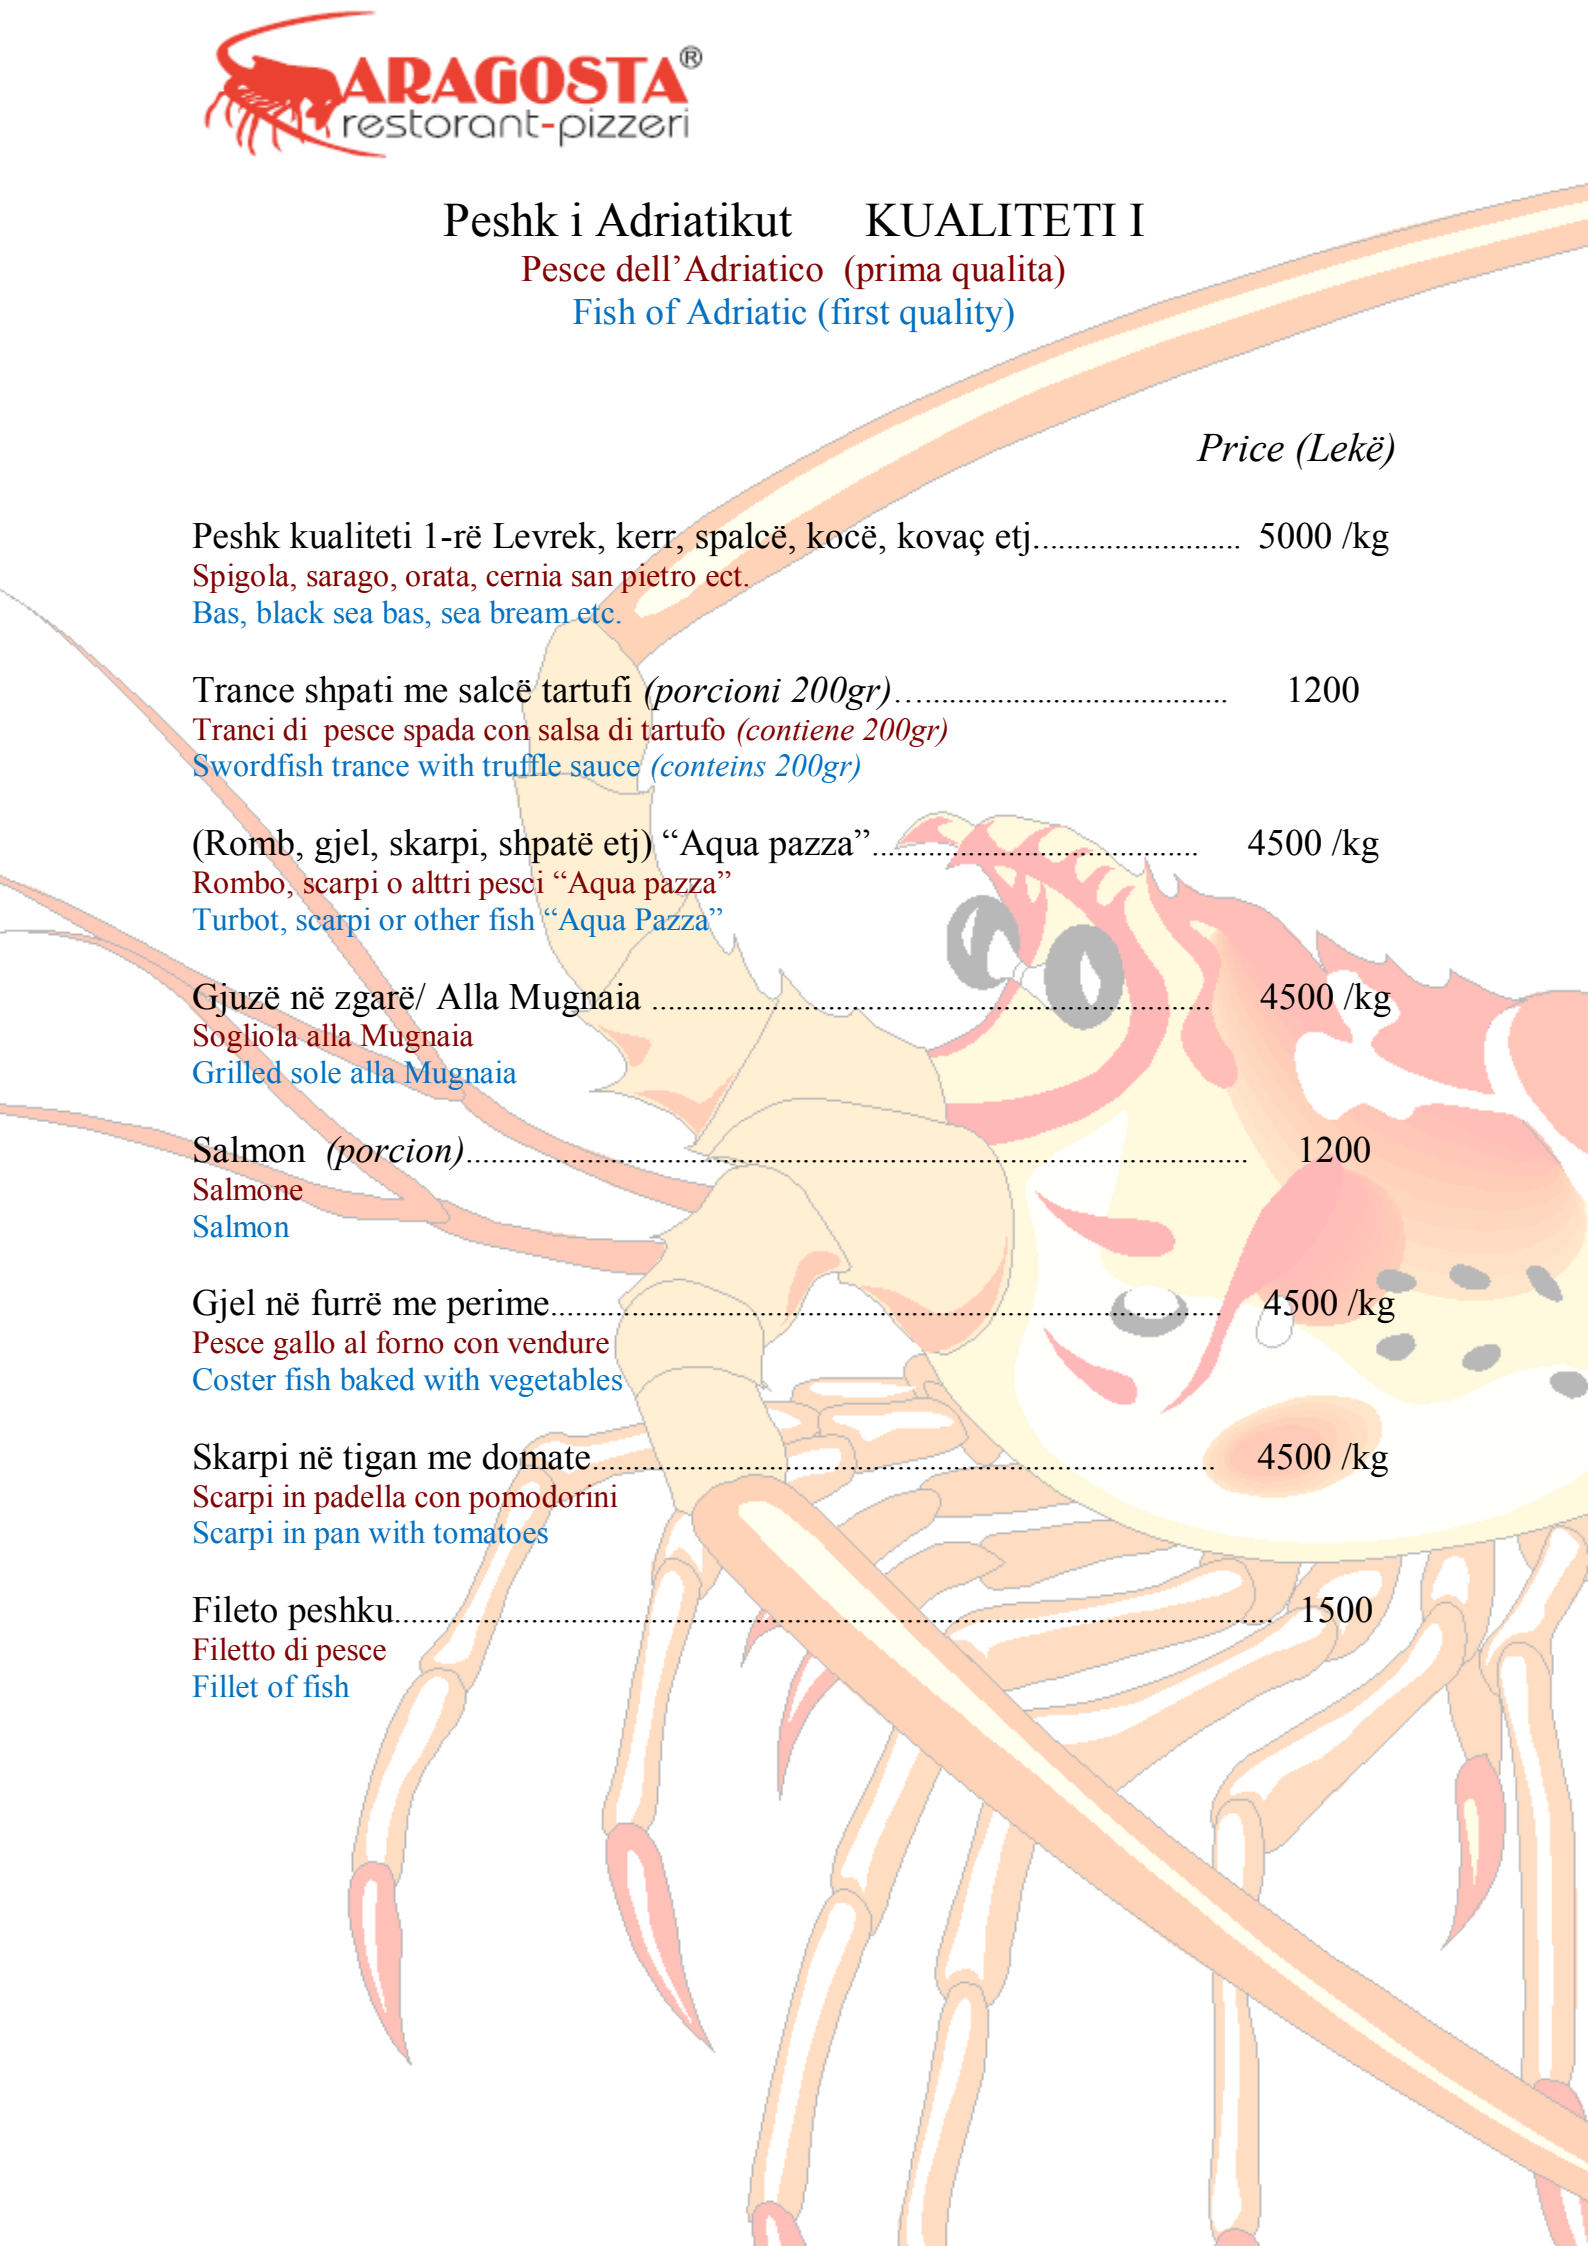 ARAGOSTA®
restorant-pizzeri
Peshk i Adriatikut KUALITETI I
Pesce dell’Adriatico (prima qualita)
Fish of Adriatic (first quality)
Price (Lekë)
Peshk kualiteti 1-rë Levrek, kerr, spalcë, kocë, kovaç etj......................... 5000 /kg
Spigola, sarago, orata, cernia san pietro ect.
Bas, black sea bas, sea bream etc.
Trance shpati me salcë tartufi (porcioni 200gr)…..................................... 1200
Tranci di pesce spada con salsa di tartufo (contiene 200gr)
Swordfish trance with truffle sauce (conteins 200gr)
(Romb, gjel, skarpi, shpatë etj) “Aqua pazza”....................................... 4500 /kg
Rombo, scarpi o alttri pesci “Aqua pazza”
Turbot, scarpi or other fish “Aqua Pazza”
Gjuzë në zgarë/ Alla Mugnaia .................................................................... 4500 /kg
Sogliola alla Mugnaia
Grilled sole alla Mugnaia
Salmon (porcion)............................................................................................... 1200
Salmone
Salmon
Gjel në furrë me perime.................................................................................. 4500 /kg
Pesce gallo al forno con vendure
Coster fish baked with vegetables
Skarpi në tigan me domate............................................................................ 4500 /kg
Scarpi in padella con pomodorini
Scarpi in pan with tomatoes
Fileto peshku........................................................................................................... 1500
Filetto di pesce
Fillet of fish